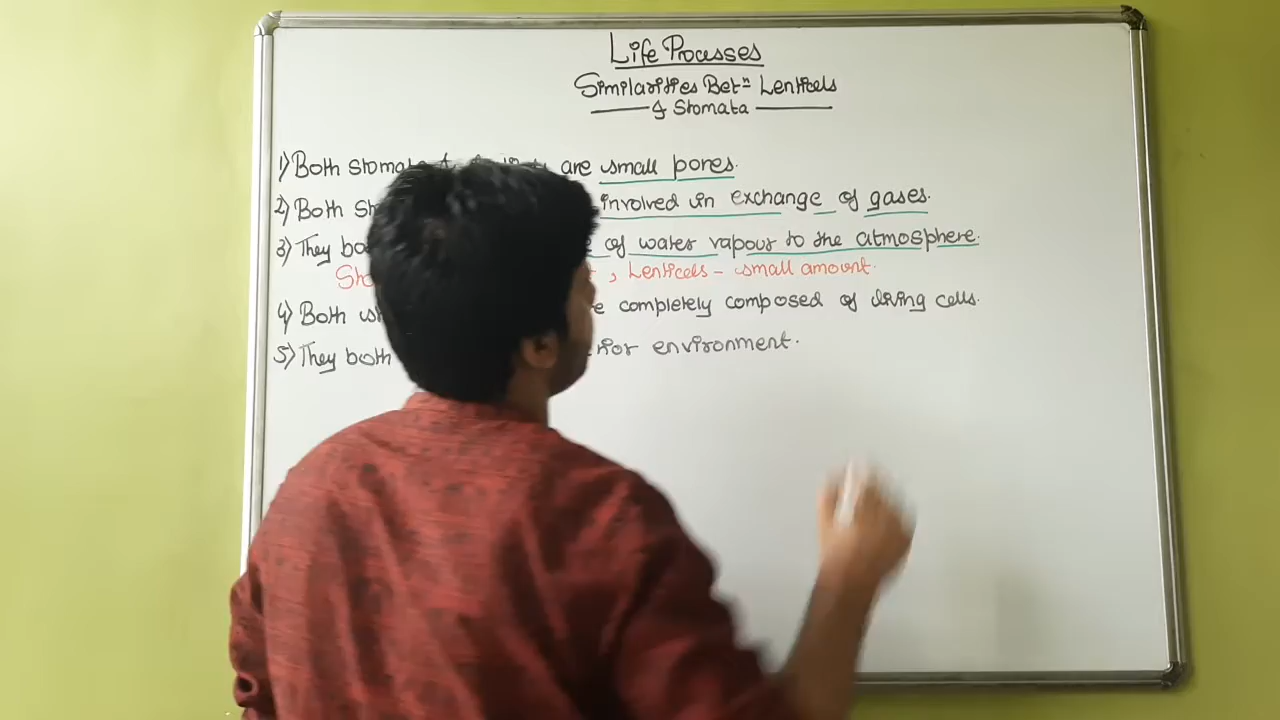 Life Processes
Similarities Betⁿ Lenticels
& Stomata
1) Both are small pores.
2) Both involved in exchange of gases.
3) They of water vapour to the atmosphere.
, Lenticels - small amount.
4) Both completely composed of living cells.
5) They both environment.